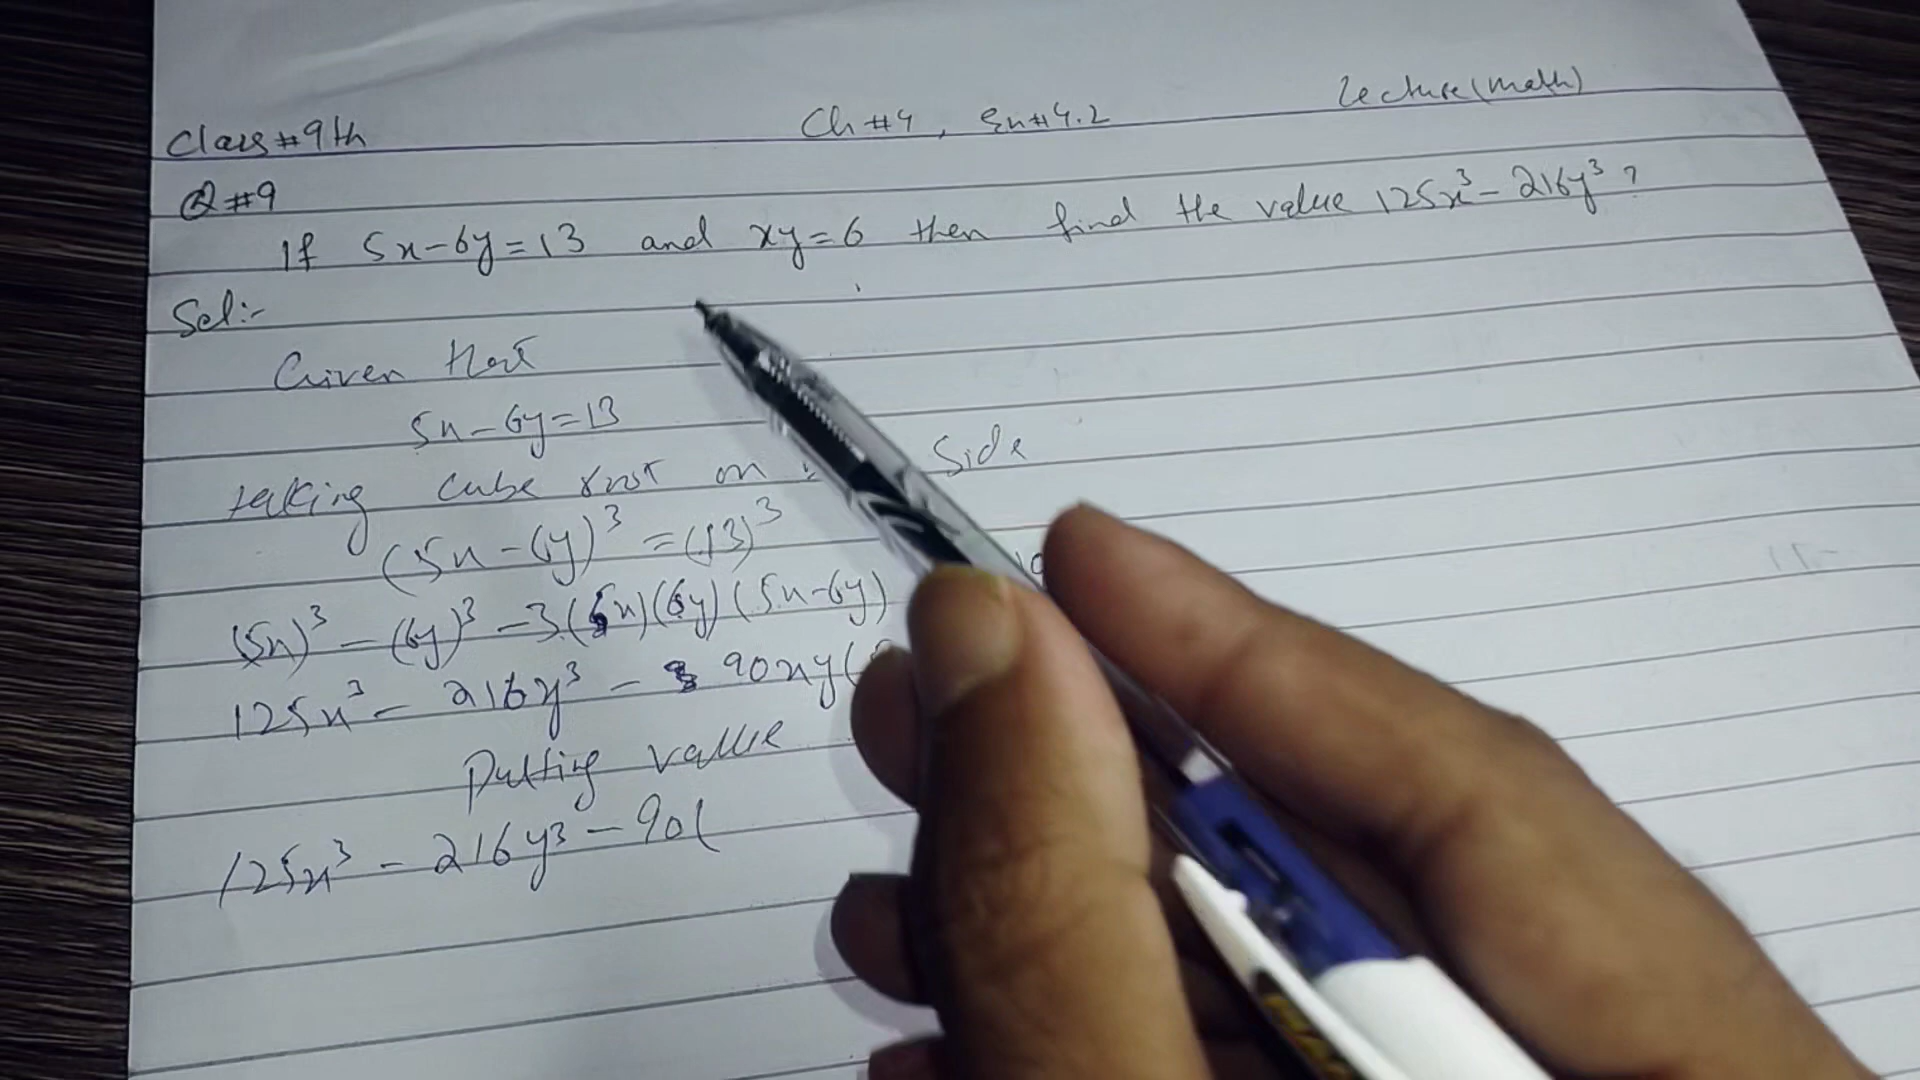 Lecture(math)
Class#9th Ch#4, Ex#4.2
Q#9
If 5x-6y=13 and xy=6 then find the value 125x³-216y³?
Sol:-
Given that
5x-6y=13
taking cube root on Side
(5x-6y)³=(13)³
(5x)³-(6y)³-3(5x)(6y)(5x-6y)
125x³-216y³-90xy(
Putting value
125x³-216y³-90(